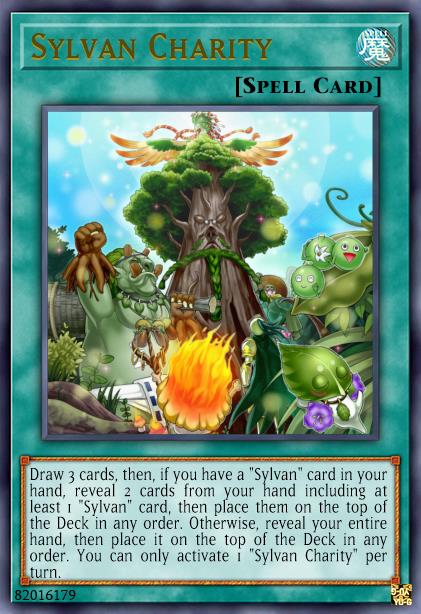 Sylvan Charity
[Spell Card]
Draw 3 cards, then, if you have a "Sylvan" card in your
hand, reveal 2 cards from your hand including at
least 1 "Sylvan" card, then place them on the top of
the Deck in any order. Otherwise, reveal your entire
hand, then place it on the top of the Deck in any
order. You can only activate 1 "Sylvan Charity" per
turn.
82016179